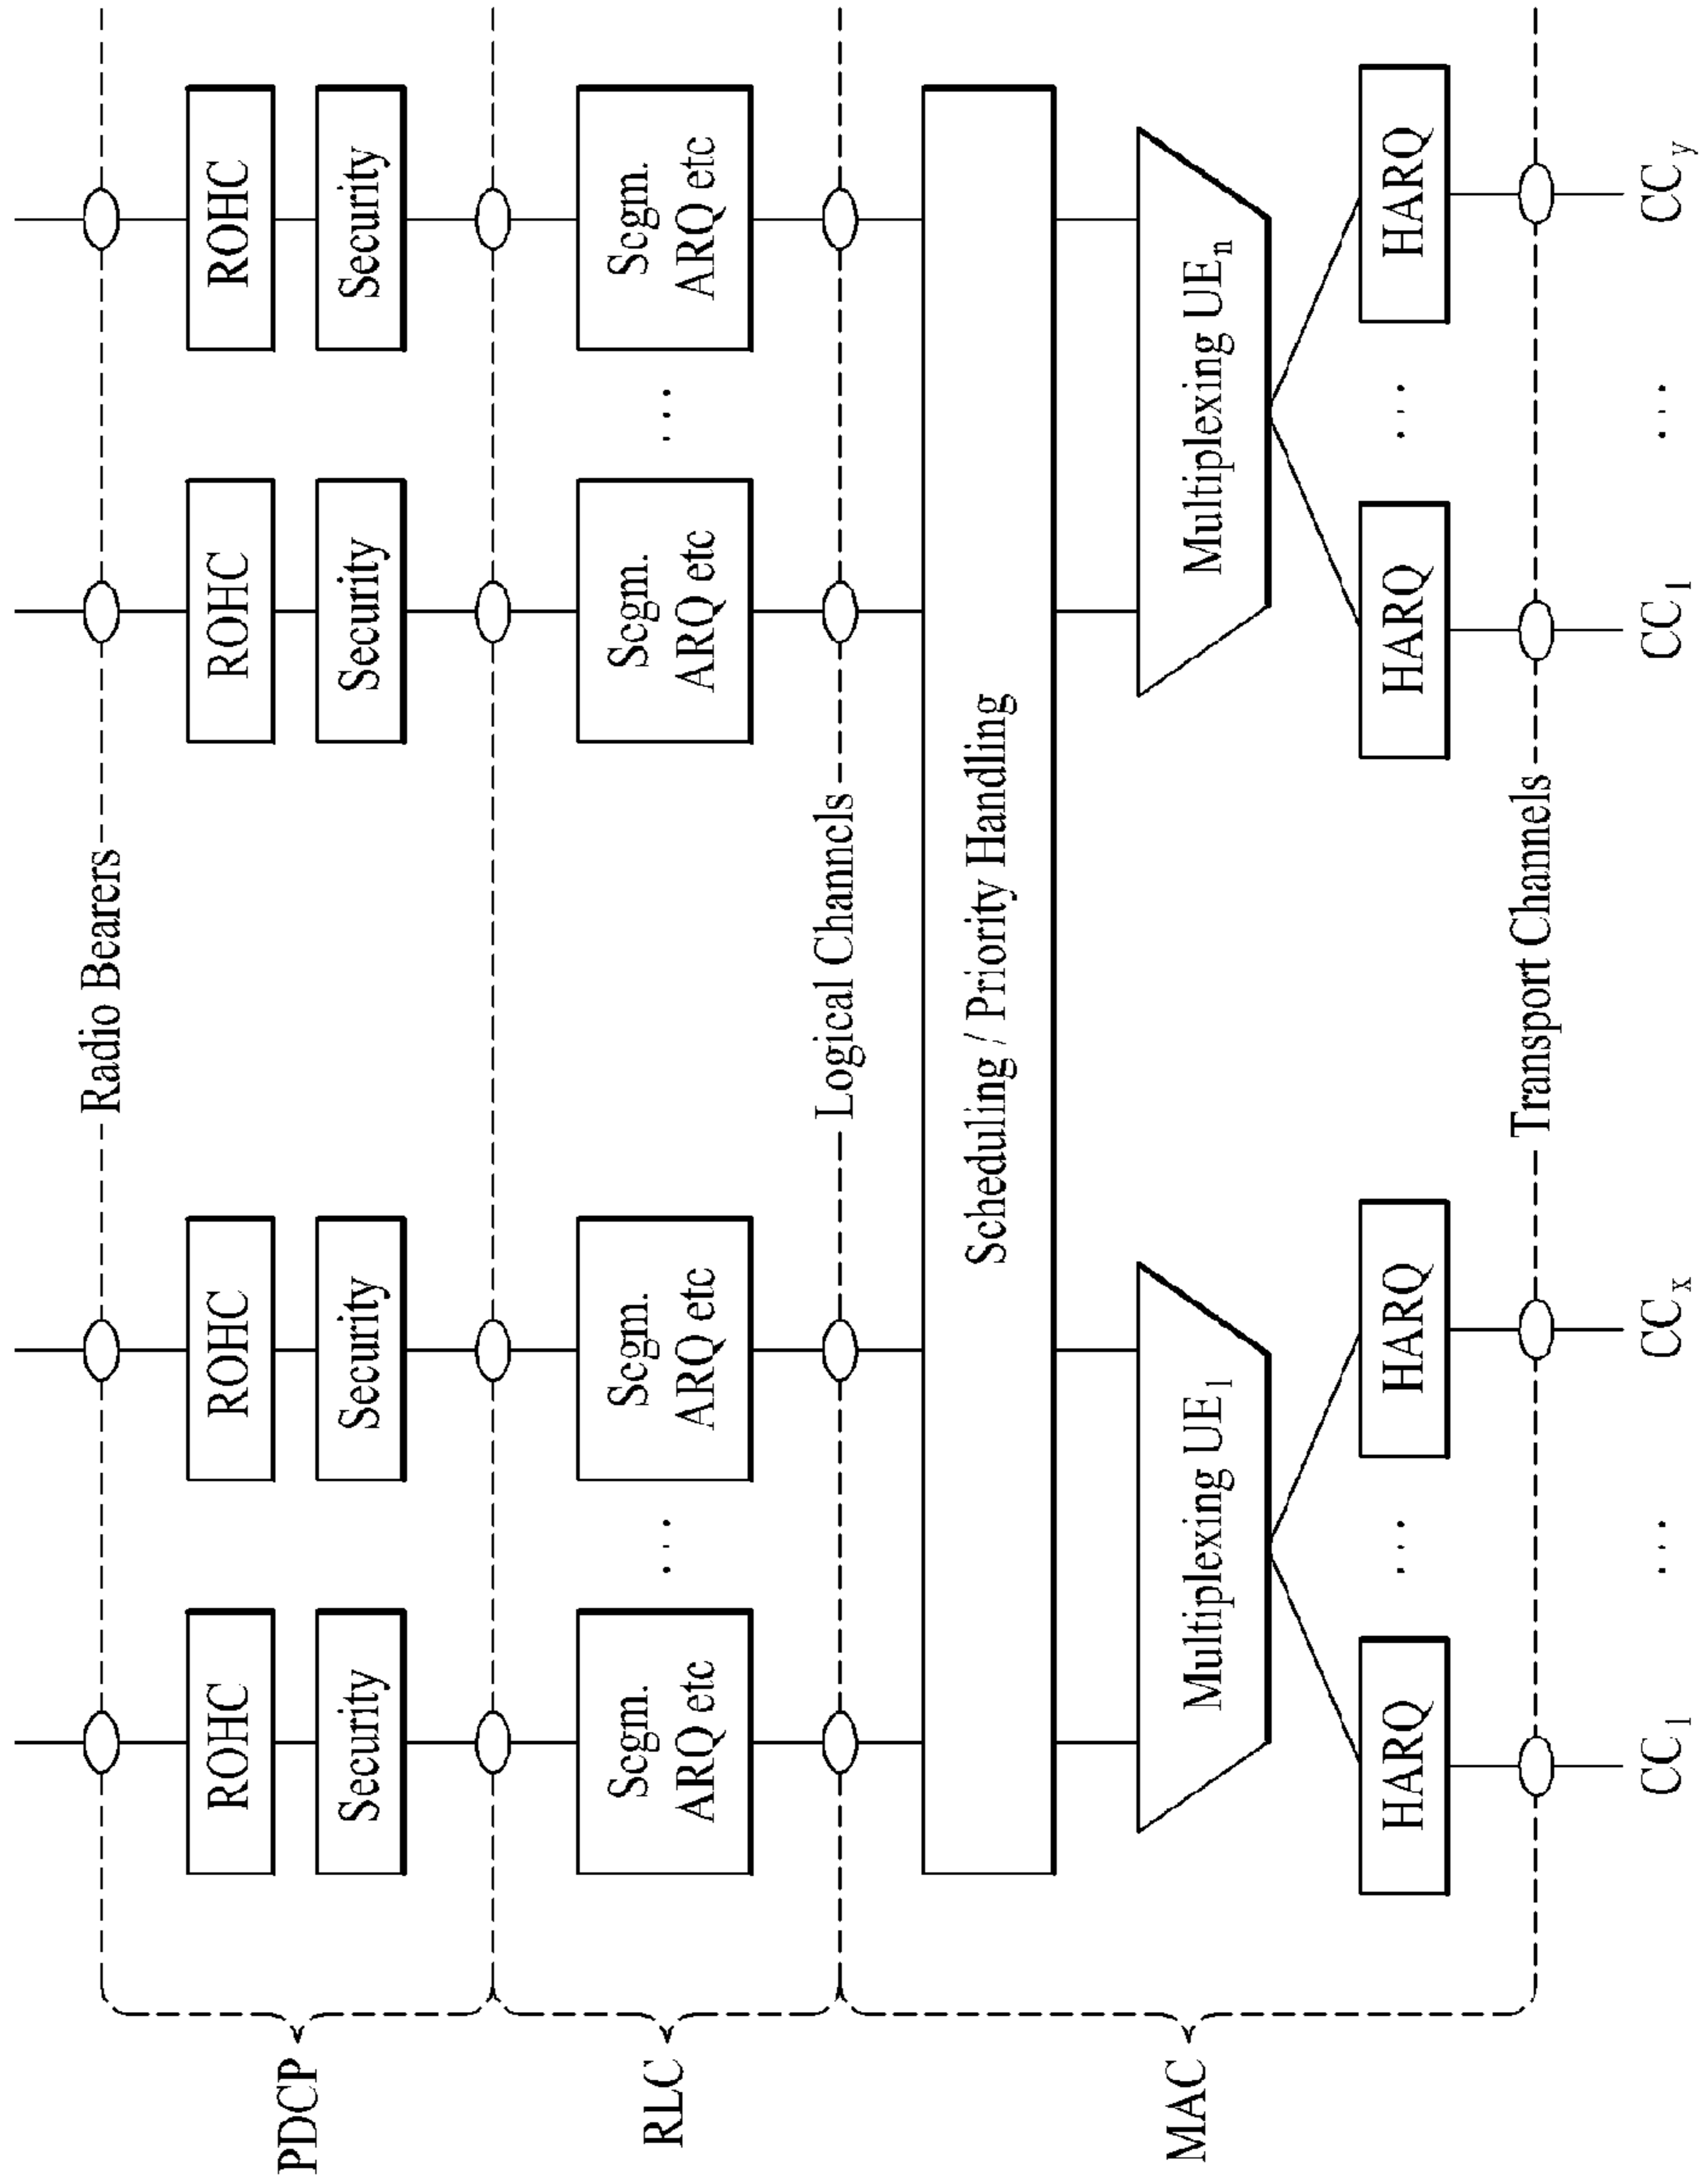 Radio Bearers
ROHC
ROHC
ROHC
ROHC
PDCP
Security
Security
Security
Security
RLC
Segm.
ARQ etc
...
Segm.
ARQ etc
Segm.
ARQ etc
...
Segm.
ARQ etc
Logical Channels
Scheduling / Priority Handling
MAC
Multiplexing UE1
Multiplexing UEn
HARQ
...
HARQ
HARQ
...
HARQ
Transport Channels
CC1
...
CCx
CC1
...
CCy